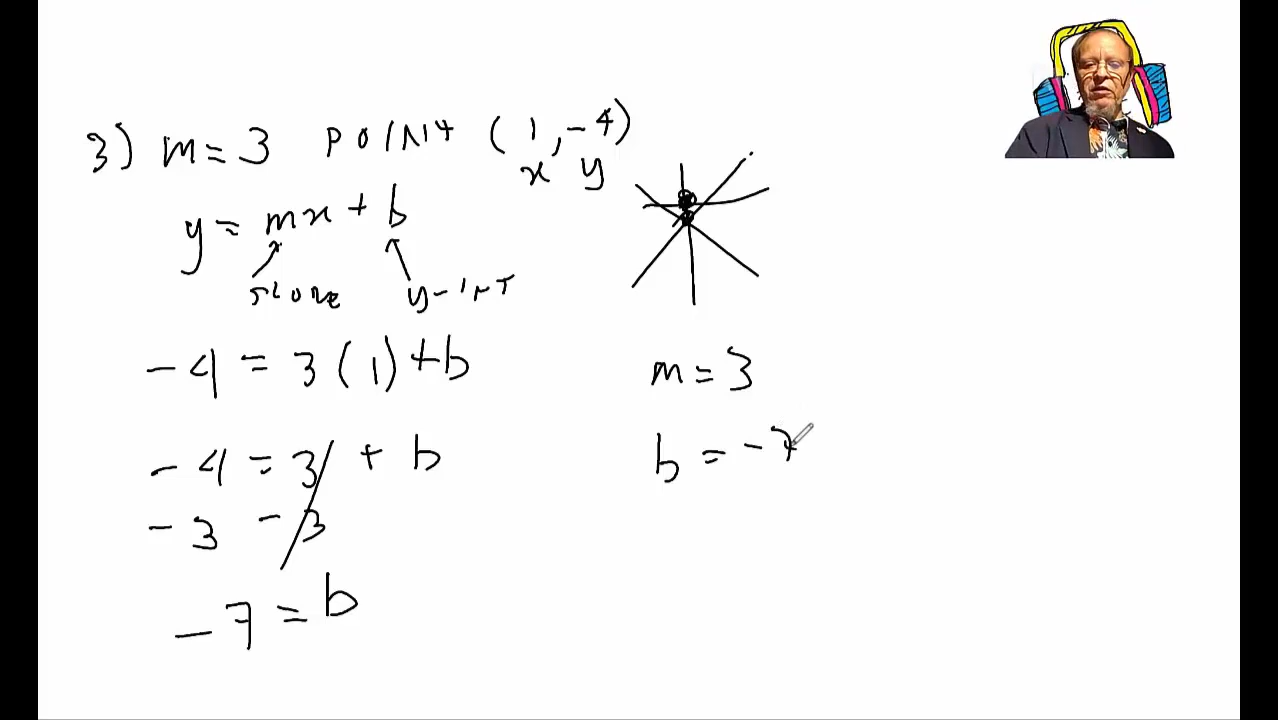 3) m = 3 POINT (1, -4)
x y
y = mx + b
SLOPE y-INT
-4 = 3(1) + b
-4 = 3 + b
-3 -3
-7 = b
m = 3
b = -7